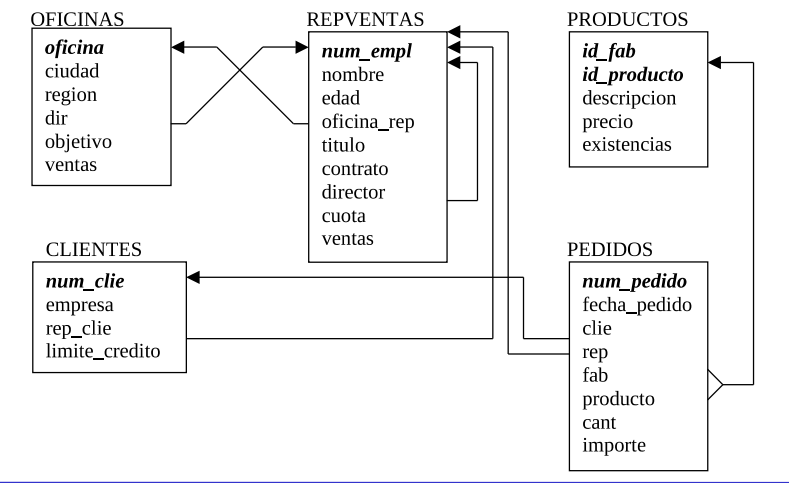 OFICINAS
oficina
ciudad
region
dir
objetivo
ventas
REPVENTAS
num_empl
nombre
edad
oficina_rep
titulo
contrato
director
cuota
ventas
PRODUCTOS
id_fab
id_producto
descripcion
precio
existencias
CLIENTES
num_clie
empresa
rep_clie
limite_credito
PEDIDOS
num_pedido
fecha_pedido
clie
rep
fab
producto
cant
importe